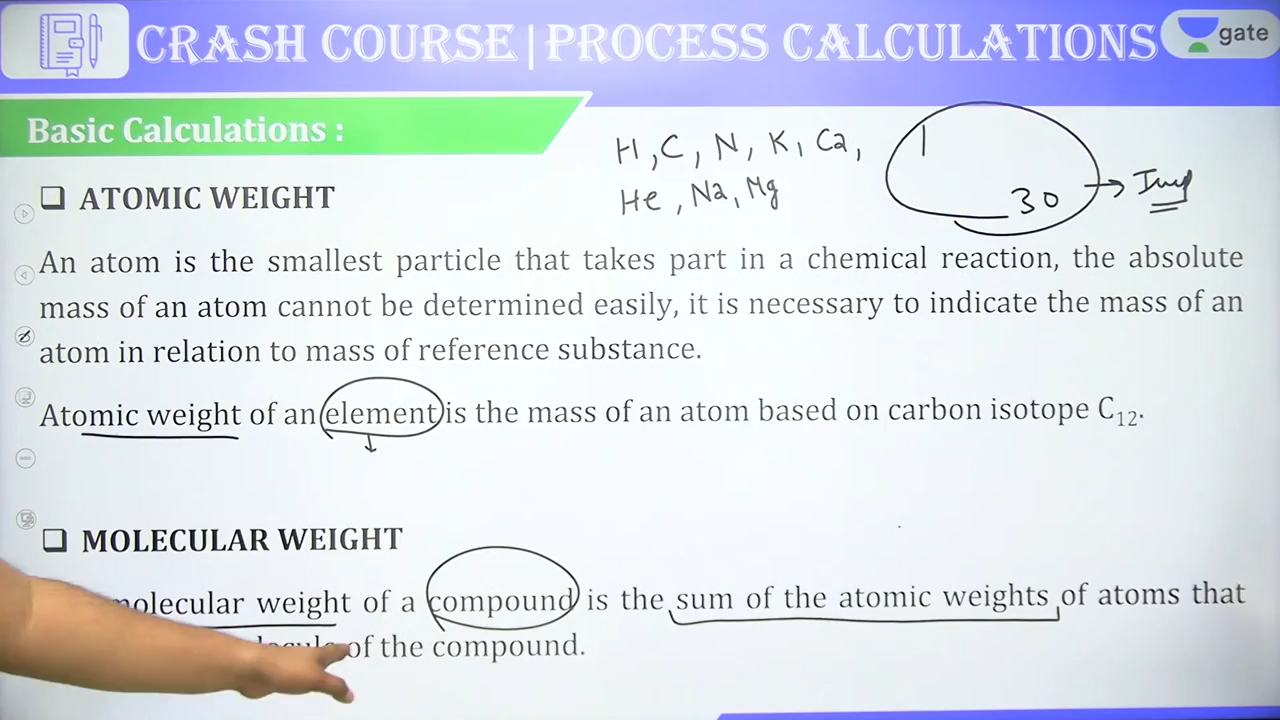 CRASH COURSE|PROCESS CALCULATIONS
gate
Basic Calculations :
H, C, N, K, Ca,
He, Na, Mg
1
30
Imp
ATOMIC WEIGHT
An atom is the smallest particle that takes part in a chemical reaction, the absolute
mass of an atom cannot be determined easily, it is necessary to indicate the mass of an
atom in relation to mass of reference substance.
Atomic weight of an element is the mass of an atom based on carbon isotope C12.
MOLECULAR WEIGHT
molecular weight of a compound is the sum of the atomic weights of atoms that
of the compound.